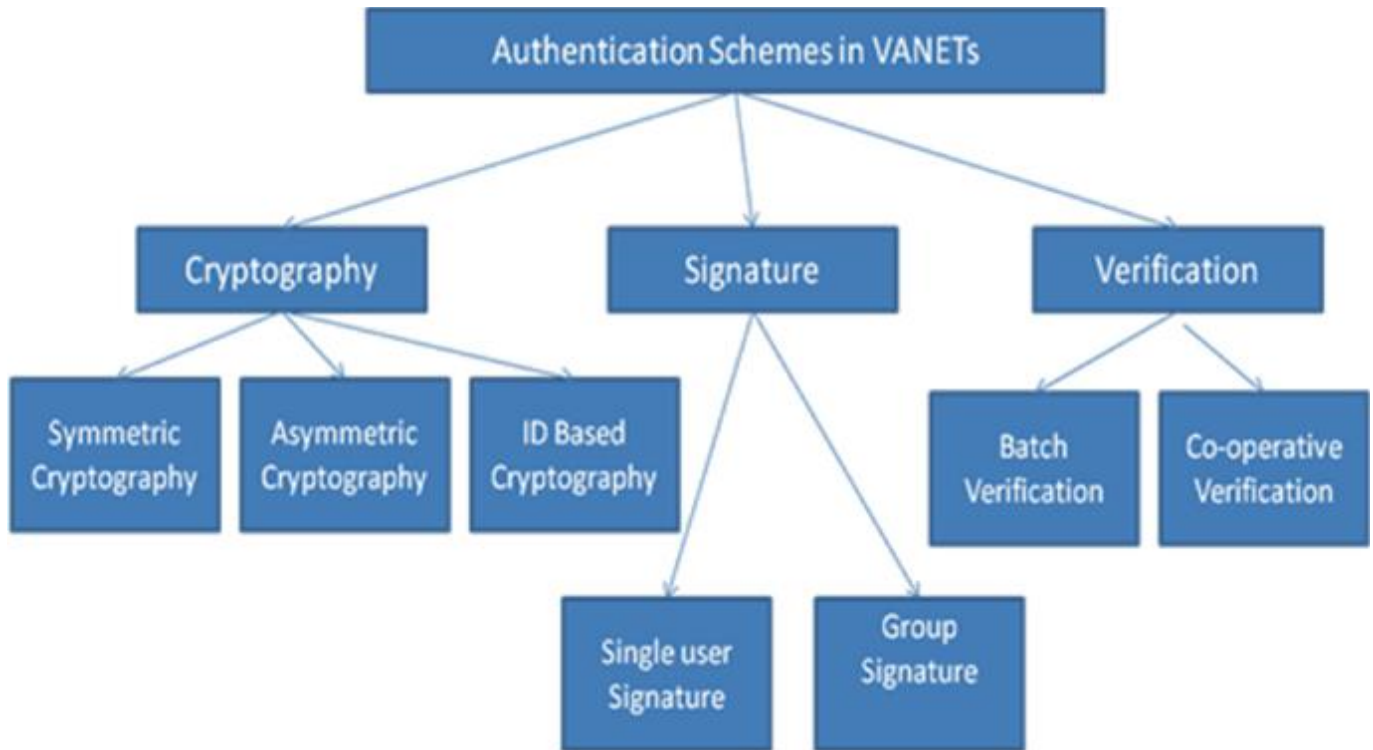 Authentication Schemes in VANETs
Cryptography
Signature
Verification
Symmetric
Cryptography
Asymmetric
Cryptography
ID Based
Cryptography
Batch
Verification
Co-operative
Verification
Single user
Signature
Group
Signature